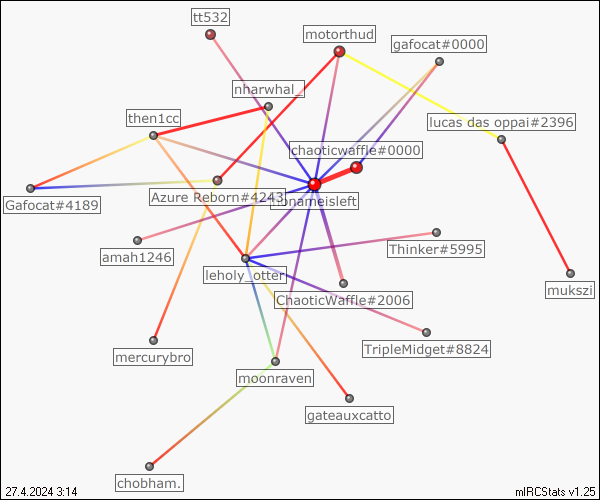 tt532
motorthud
gafocat#0000
nharwhal_
then1cc
lucas das oppai#2396
chaoticwaffle#0000
Azure Reborn#4243
nameisleft
Gafocat#4189
amah1246
Thinker#5995
leholy_otter
ChaoticWaffle#2006
mukszi
mercurybro
TripleMidget#8824
moonraven
gateauxcatto
chobham.
27.4.2024 3:14
mIRCStats v1.25